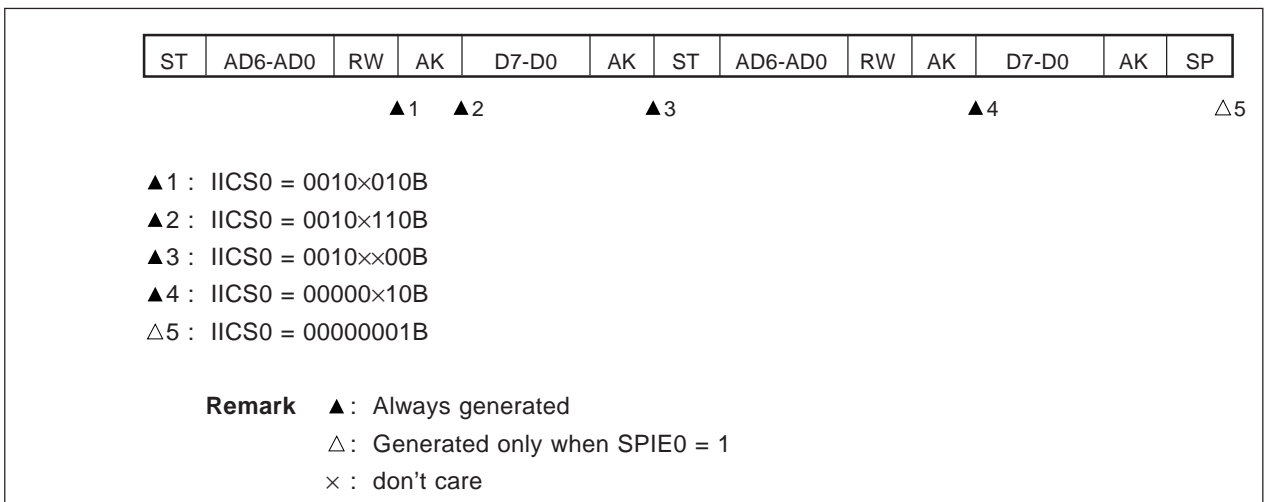 ST AD6-AD0 RW AK D7-D0 AK ST AD6-AD0 RW AK D7-D0 AK SP
▲1 ▲2 ▲3 ▲4 △5
▲1 : IICS0 = 0010×010B
▲2 : IICS0 = 0010×110B
▲3 : IICS0 = 0010××00B
▲4 : IICS0 = 00000×10B
△5 : IICS0 = 00000001B
Remark ▲: Always generated
△: Generated only when SPIE0 = 1
× : don't care